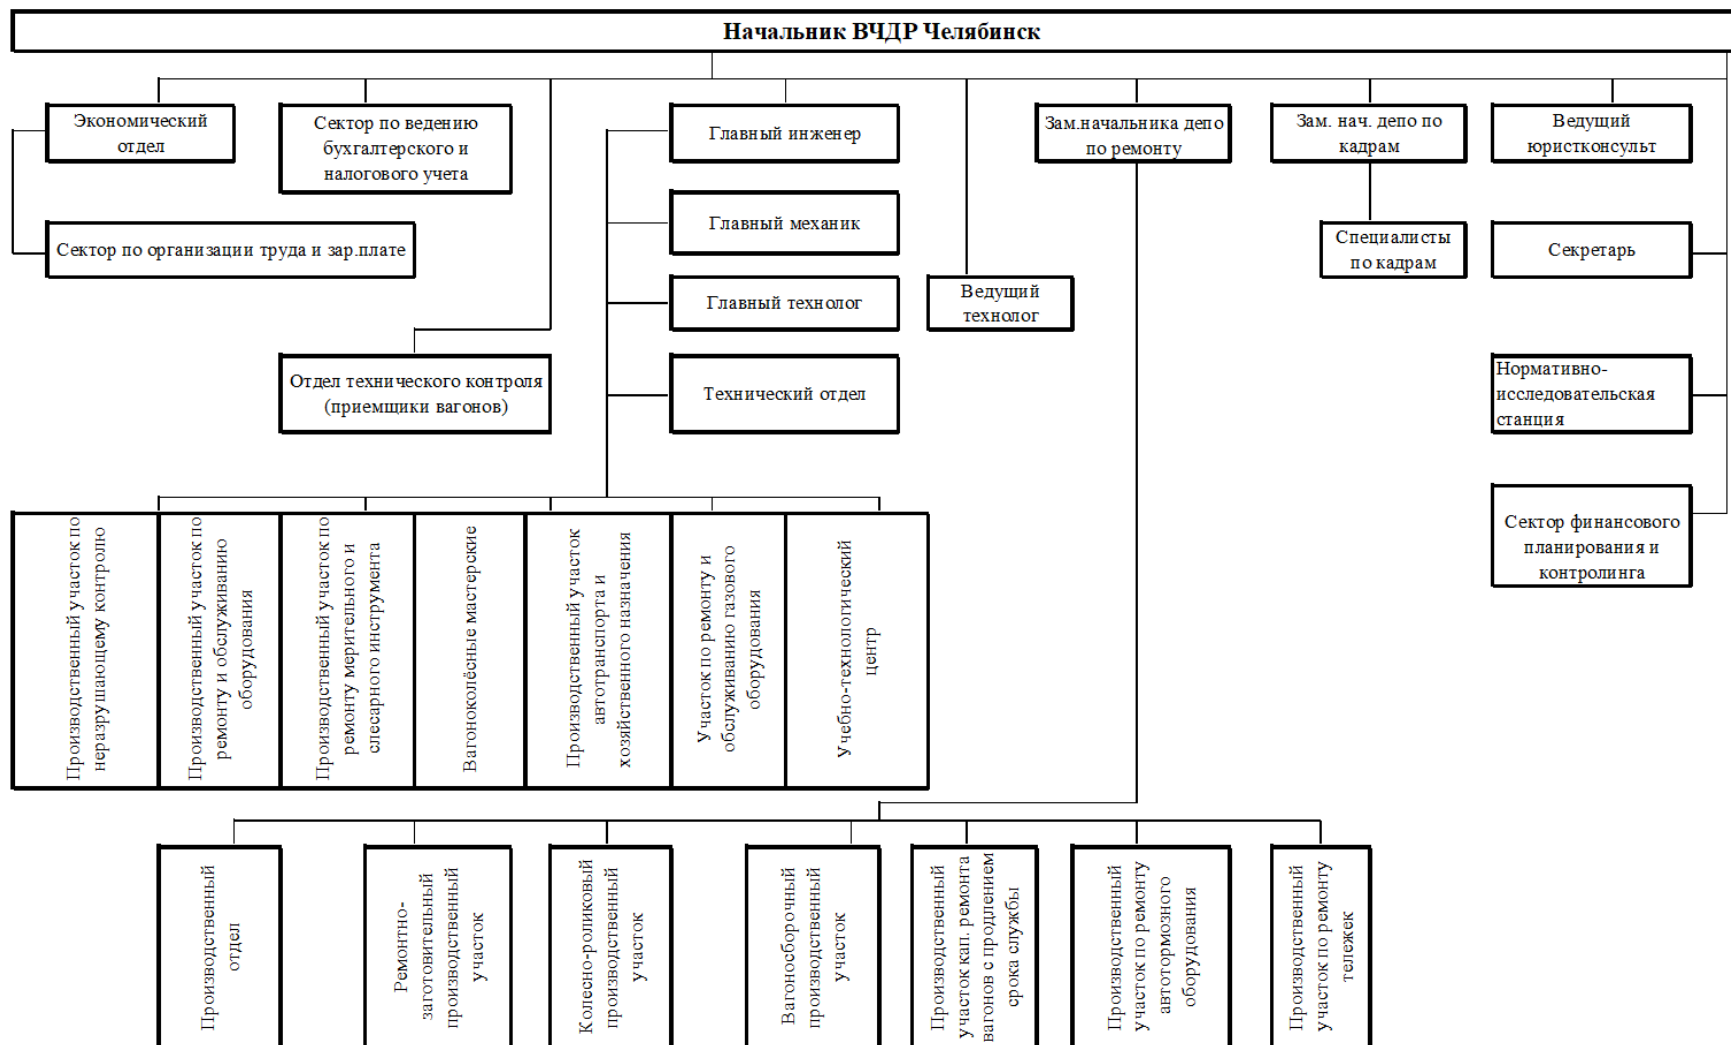 Начальник ВЧДР Челябинск
Экономический
отдел
Сектор по ведению
бухгалтерского и
налогового учета
Главный инженер
Зам.начальника депо
по ремонту
Зам. нач. депо по
кадрам
Ведущий
юристконсульт
Сектор по организации труда и зар.плате
Главный механик
Специалисты
по кадрам
Секретарь
Главный технолог
Ведущий
технолог
Отдел технического контроля
(приемщики вагонов)
Технический отдел
Нормативно-
исследовательская
станция
Сектор финансового
планирования и
контролинга
Производственный участок по
неразрушающему контролю
Производственный участок по
ремонту и обслуживанию
оборудования
Производственный участок по
ремонту мерительного и
слесарного инструмента
Вагоноколёсные мастерские
Производственный участок
автотранспорта и
хозяйственного назначения
Участок по ремонту и
обслуживанию газового
оборудования
Учебно-технологический
центр
Производственный
отдел
Ремонтно-
заготовительный
производственный
участок
Колесно-роликовый
производственный
участок
Вагоносборочный
производственный
участок
Производственный
участок кап. ремонта
вагонов с продлением
срока службы
Производственный
участок по ремонту
автотормозного
оборудования
Производственный
участок по ремонту
тележек